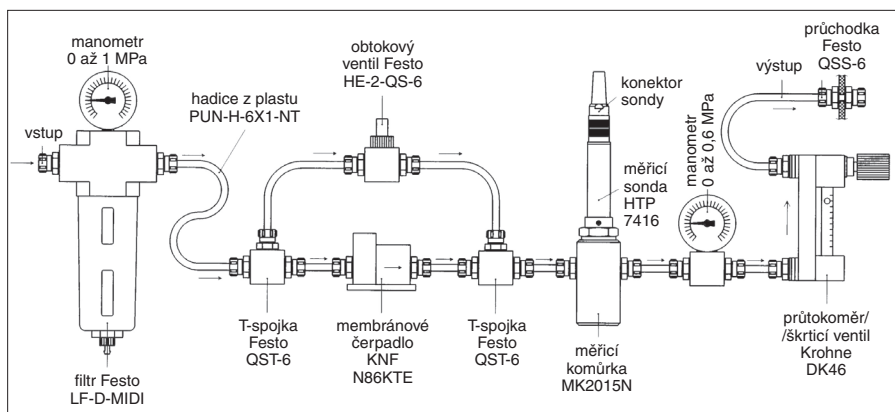 manometr
0 až 1 MPa
vstup
hadice z plastu
PUN-H-6X1-NT
obtokový
ventil Festo
HE-2-QS-6
konektor
sondy
měřicí
sonda
HTP
7416
manometr
0 až 0,6 MPa
výstup
průchodka
Festo
QSS-6
filtr Festo
LF-D-MIDI
T-spojka
Festo
QST-6
membránové
čerpadlo
KNF
N86KTE
T-spojka
Festo
QST-6
měřicí
komůrka
MK2015N
průtokoměr/
/škrticí ventil
Krohne
DK46